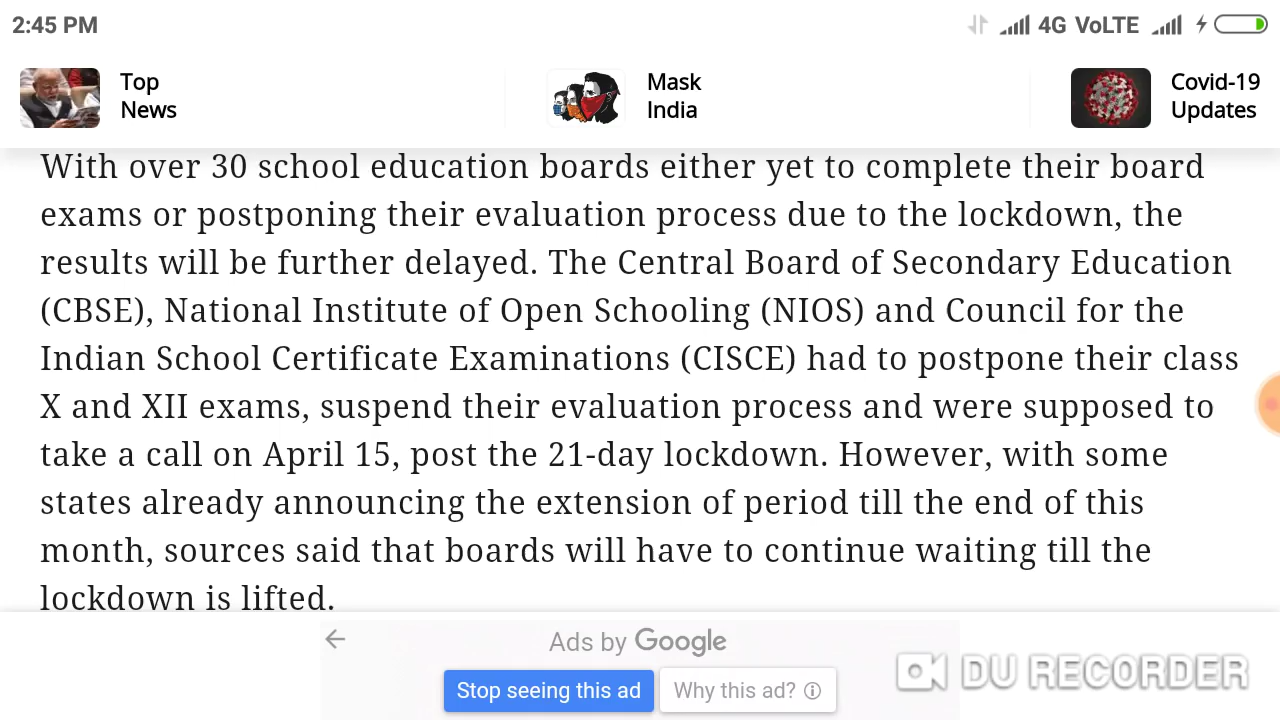 2:45 PM
4G VoLTE
Top
News
Mask
India
Covid-19
Updates
With over 30 school education boards either yet to complete their board
exams or postponing their evaluation process due to the lockdown, the
results will be further delayed. The Central Board of Secondary Education
(CBSE), National Institute of Open Schooling (NIOS) and Council for the
Indian School Certificate Examinations (CISCE) had to postpone their class
X and XII exams, suspend their evaluation process and were supposed to
take a call on April 15, post the 21-day lockdown. However, with some
states already announcing the extension of period till the end of this
month, sources said that boards will have to continue waiting till the
lockdown is lifted.
Ads by Google
Stop seeing this ad
Why this ad?
DU RECORDER